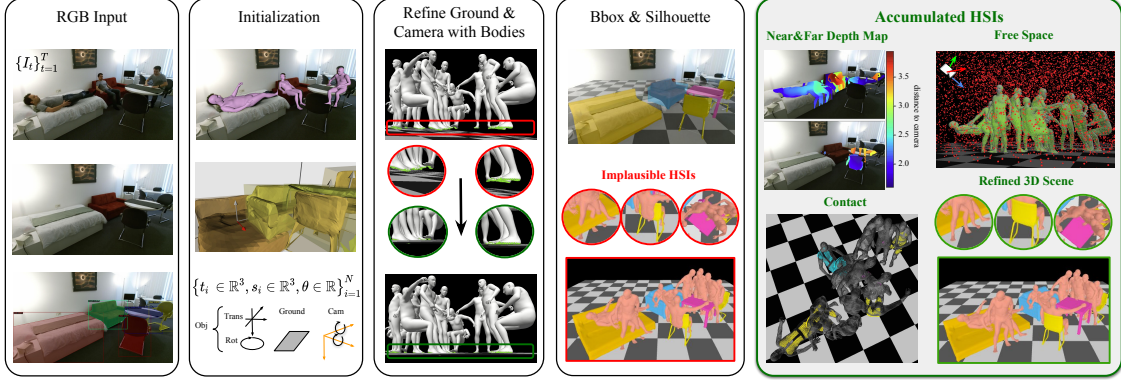 RGB Input
{I_t}_{t=1}^T
Initialization
{t_i ∈ ℝ^3, s_i ∈ ℝ^3, θ ∈ ℝ}_{i=1}^N
Obj
Trans
Rot
Ground
Cam
Refine Ground &
Camera with Bodies
Bbox & Silhouette
Implausible HSIs
Accumulated HSIs
Near&Far Depth Map
3.5
3.0
2.5
2.0
distance to camera
Free Space
Contact
Refined 3D Scene